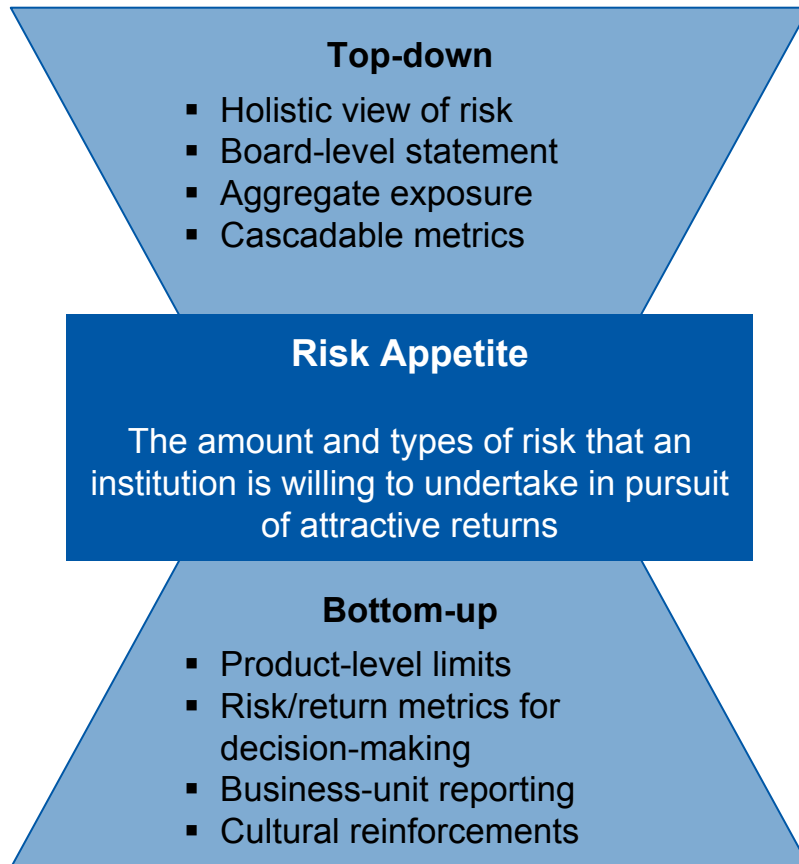 Top-down
▪ Holistic view of risk
▪ Board-level statement
▪ Aggregate exposure
▪ Cascadable metrics
Risk Appetite
The amount and types of risk that an
institution is willing to undertake in pursuit
of attractive returns
Bottom-up
▪ Product-level limits
▪ Risk/return metrics for
decision-making
▪ Business-unit reporting
▪ Cultural reinforcements